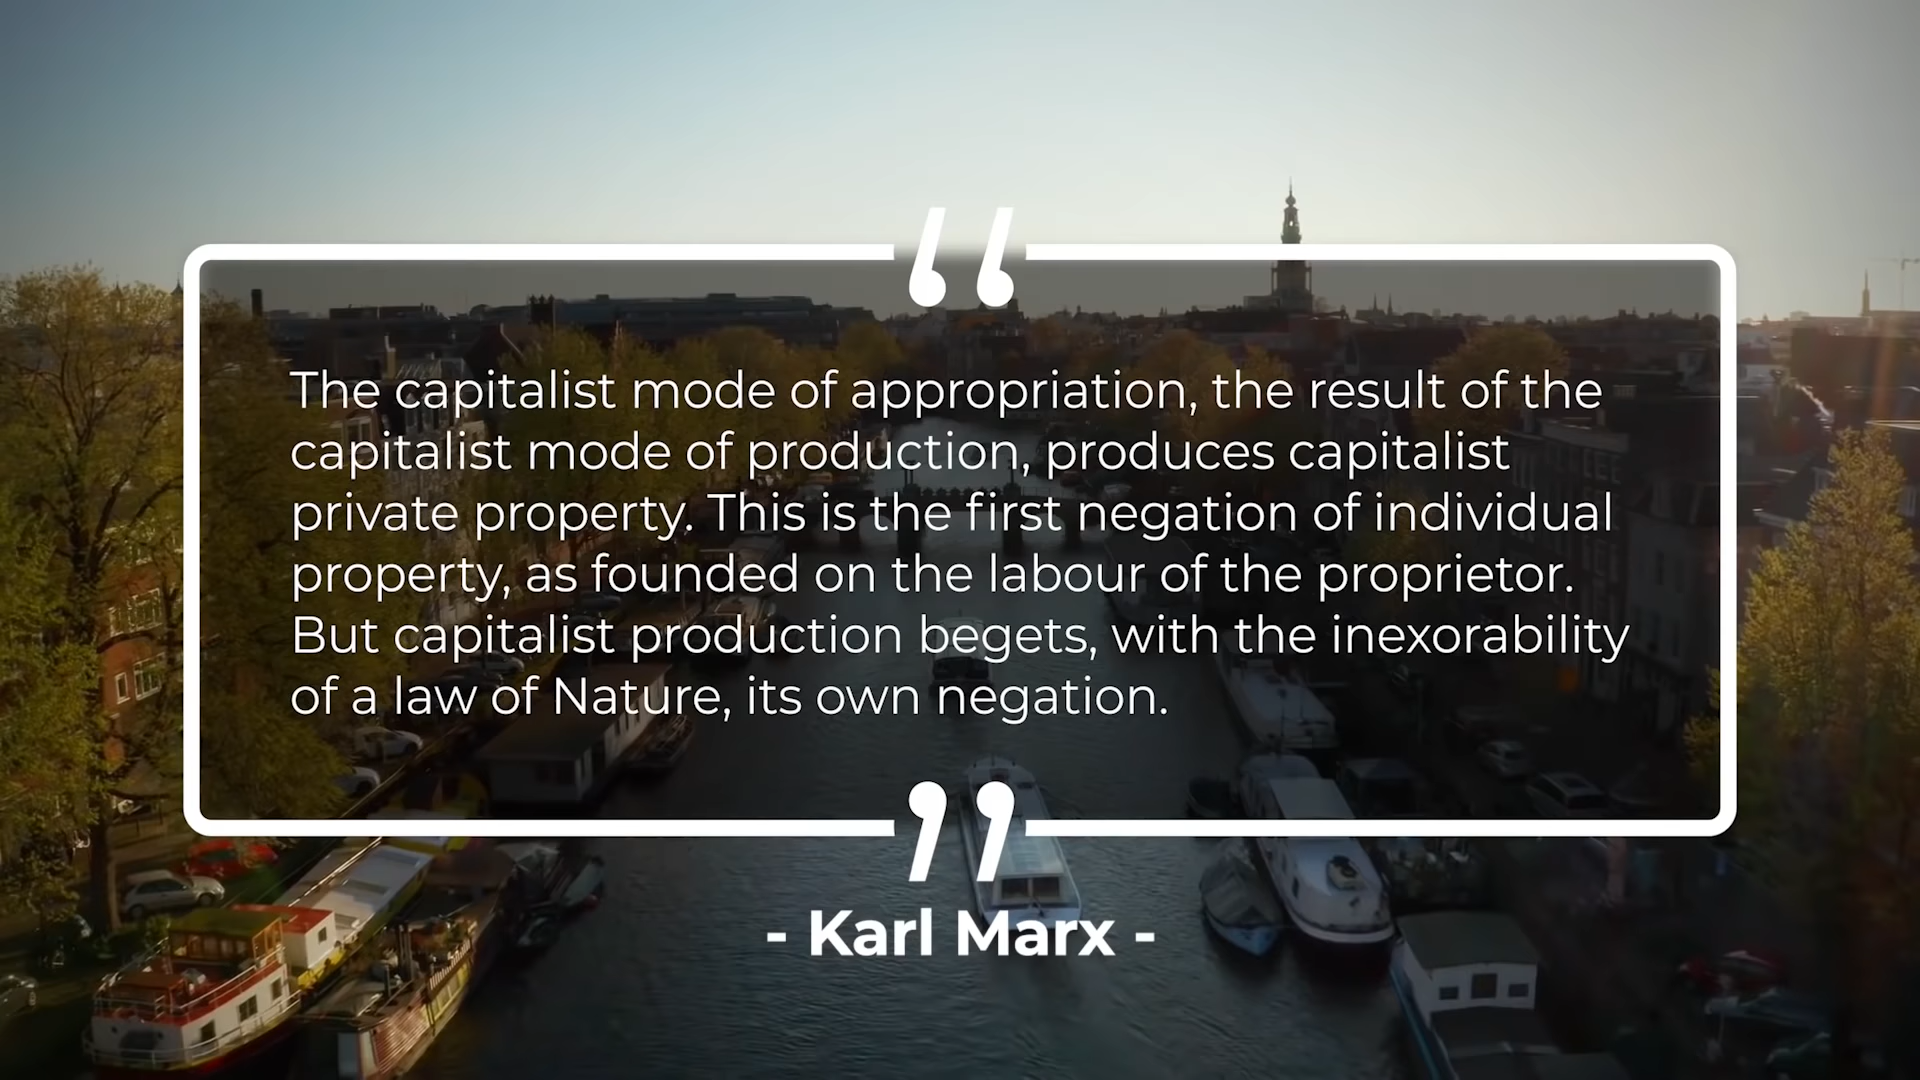 “
The capitalist mode of appropriation, the result of the
capitalist mode of production, produces capitalist
private property. This is the first negation of individual
property, as founded on the labour of the proprietor.
But capitalist production begets, with the inexorability
of a law of Nature, its own negation.
”
- Karl Marx -